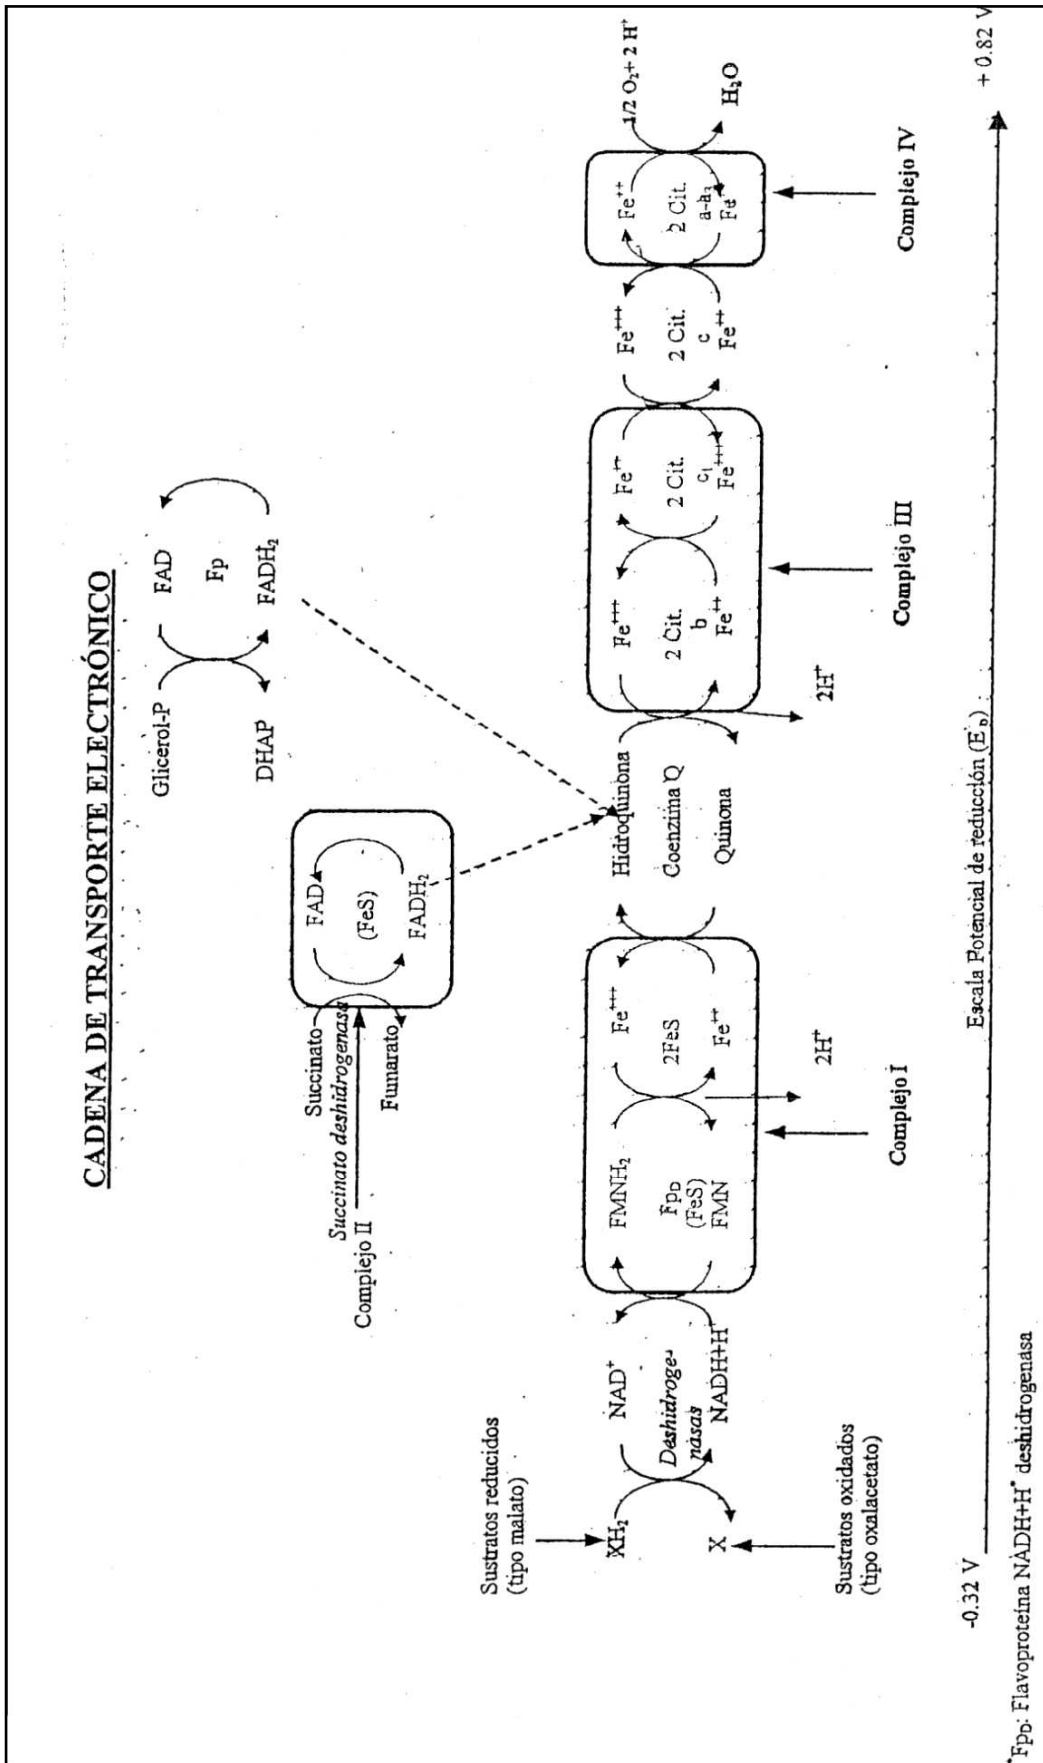 CADENA DE TRANSPORTE ELECTRÓNICO
Glicerol-P
FAD
Fp
DHAP
FADH₂
Succinato
Succinato deshidrogenasa
Complejo II
Fumarato
FAD
(FeS)
FADH₂
Sustratos reducidos
(tipo malato)
XH₂
X
Sustratos oxidados
(tipo oxalacetato)
NAD⁺
Deshidroge
nasas
NADH+H⁺
FMNH₂
FpD
(FeS)
FMN
Fe⁺⁺⁺
2FeS
Fe⁺⁺
2H⁺
Complejo I
Hidroquinona
Coenzima Q
Quinona
Fe⁺⁺⁺
2 Cit.
b
Fe⁺⁺
2H⁺
Fe⁺⁺
2 Cit.
c₁
Fe⁺⁺⁺
Complejo III
Fe⁺⁺⁺
2 Cit.
c
Fe⁺⁺
Fe⁺⁺
2 Cit.
a-a₃
1/2 O₂+ 2 H⁺
H₂O
Complejo IV
-0.32 V
Escala Potencial de reducción
+ 0.82 V
*FpD: Flavoproteína NADH+H⁺ deshidrogenasa